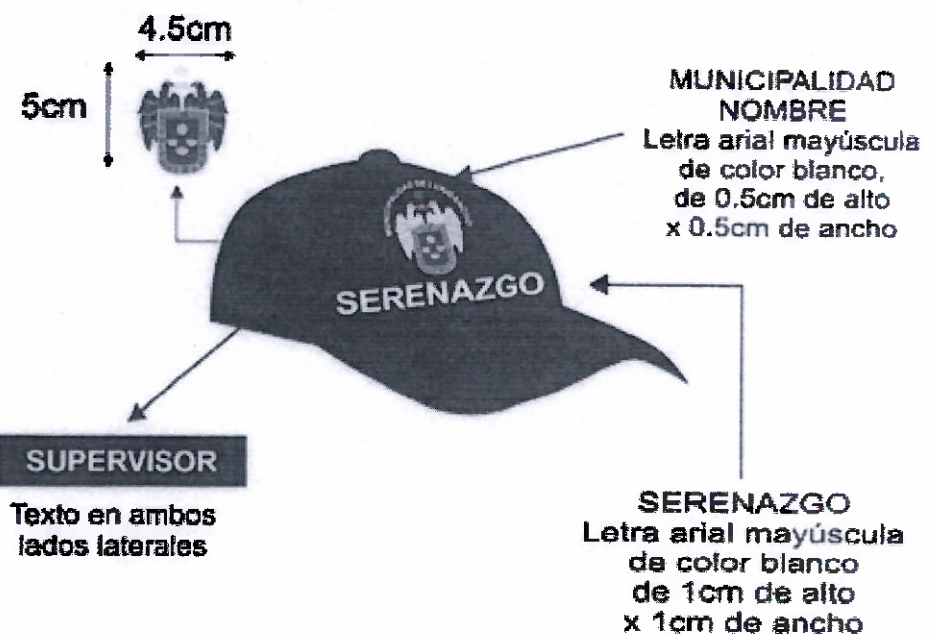 4.5cm
5cm
MUNICIPALIDAD
NOMBRE
Letra arial mayúscula
de color blanco,
de 0.5cm de alto
x 0.5cm de ancho
SERENAZGO
SUPERVISOR
Texto en ambos
lados laterales
SERENAZGO
Letra arial mayúscula
de color blanco
de 1cm de alto
x 1cm de ancho